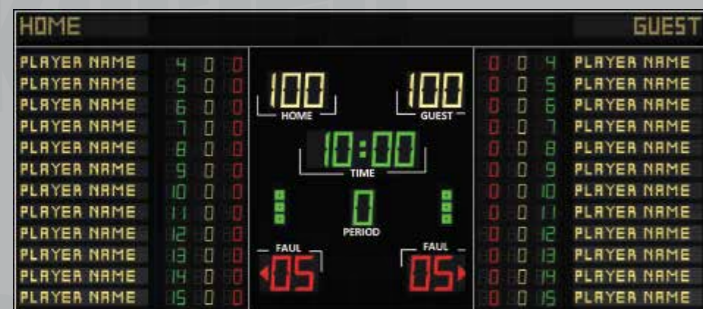 HOME GUEST
PLAYER NAME 4 0 0
PLAYER NAME 5 0 0
PLAYER NAME 6 0 0
PLAYER NAME 7 0 0
PLAYER NAME 8 0 0
PLAYER NAME 9 0 0
PLAYER NAME 10 0 0
PLAYER NAME 11 0 0
PLAYER NAME 12 0 0
PLAYER NAME 13 0 0
PLAYER NAME 14 0 0
PLAYER NAME 15 0 0
100 100
HOME GUEST
10:00
TIME
0
PERIOD
FAUL FAUL
05 05
0 0 4 PLAYER NAME
0 0 5 PLAYER NAME
0 0 6 PLAYER NAME
0 0 7 PLAYER NAME
0 0 8 PLAYER NAME
0 0 9 PLAYER NAME
0 0 10 PLAYER NAME
0 0 11 PLAYER NAME
0 0 12 PLAYER NAME
0 0 13 PLAYER NAME
0 0 14 PLAYER NAME
0 0 15 PLAYER NAME